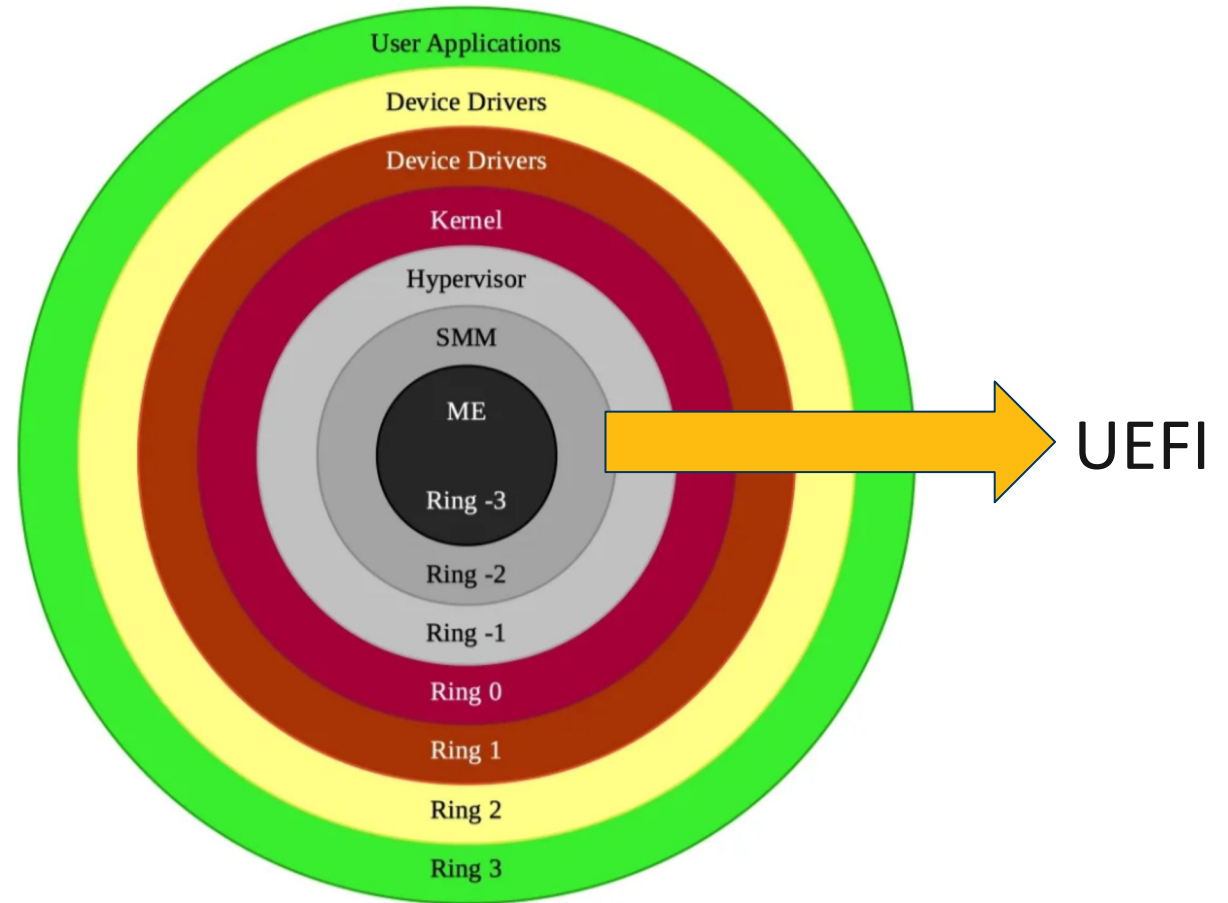 User Applications
Device Drivers
Device Drivers
Kernel
Hypervisor
SMM
ME
UEFI
Ring -3
Ring -2
Ring -1
Ring 0
Ring 1
Ring 2
Ring 3